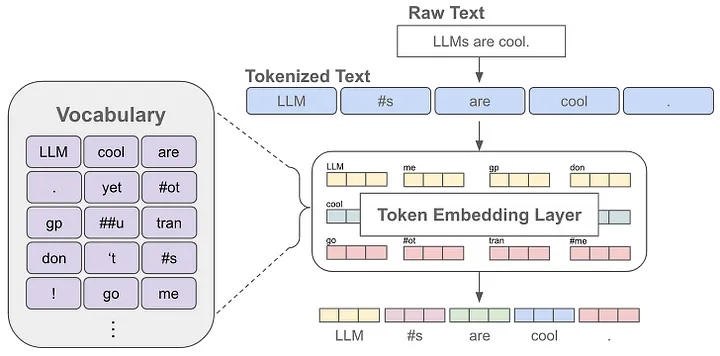 Raw Text
LLMs are cool.
Tokenized Text
LLM #s are cool .
Vocabulary
LLM cool are
. yet #ot
gp ##u tran
don ‘t #s
! go me
⋮
LLM me gp don
cool
Token Embedding Layer
go #ot tran #me
LLM #s are cool .